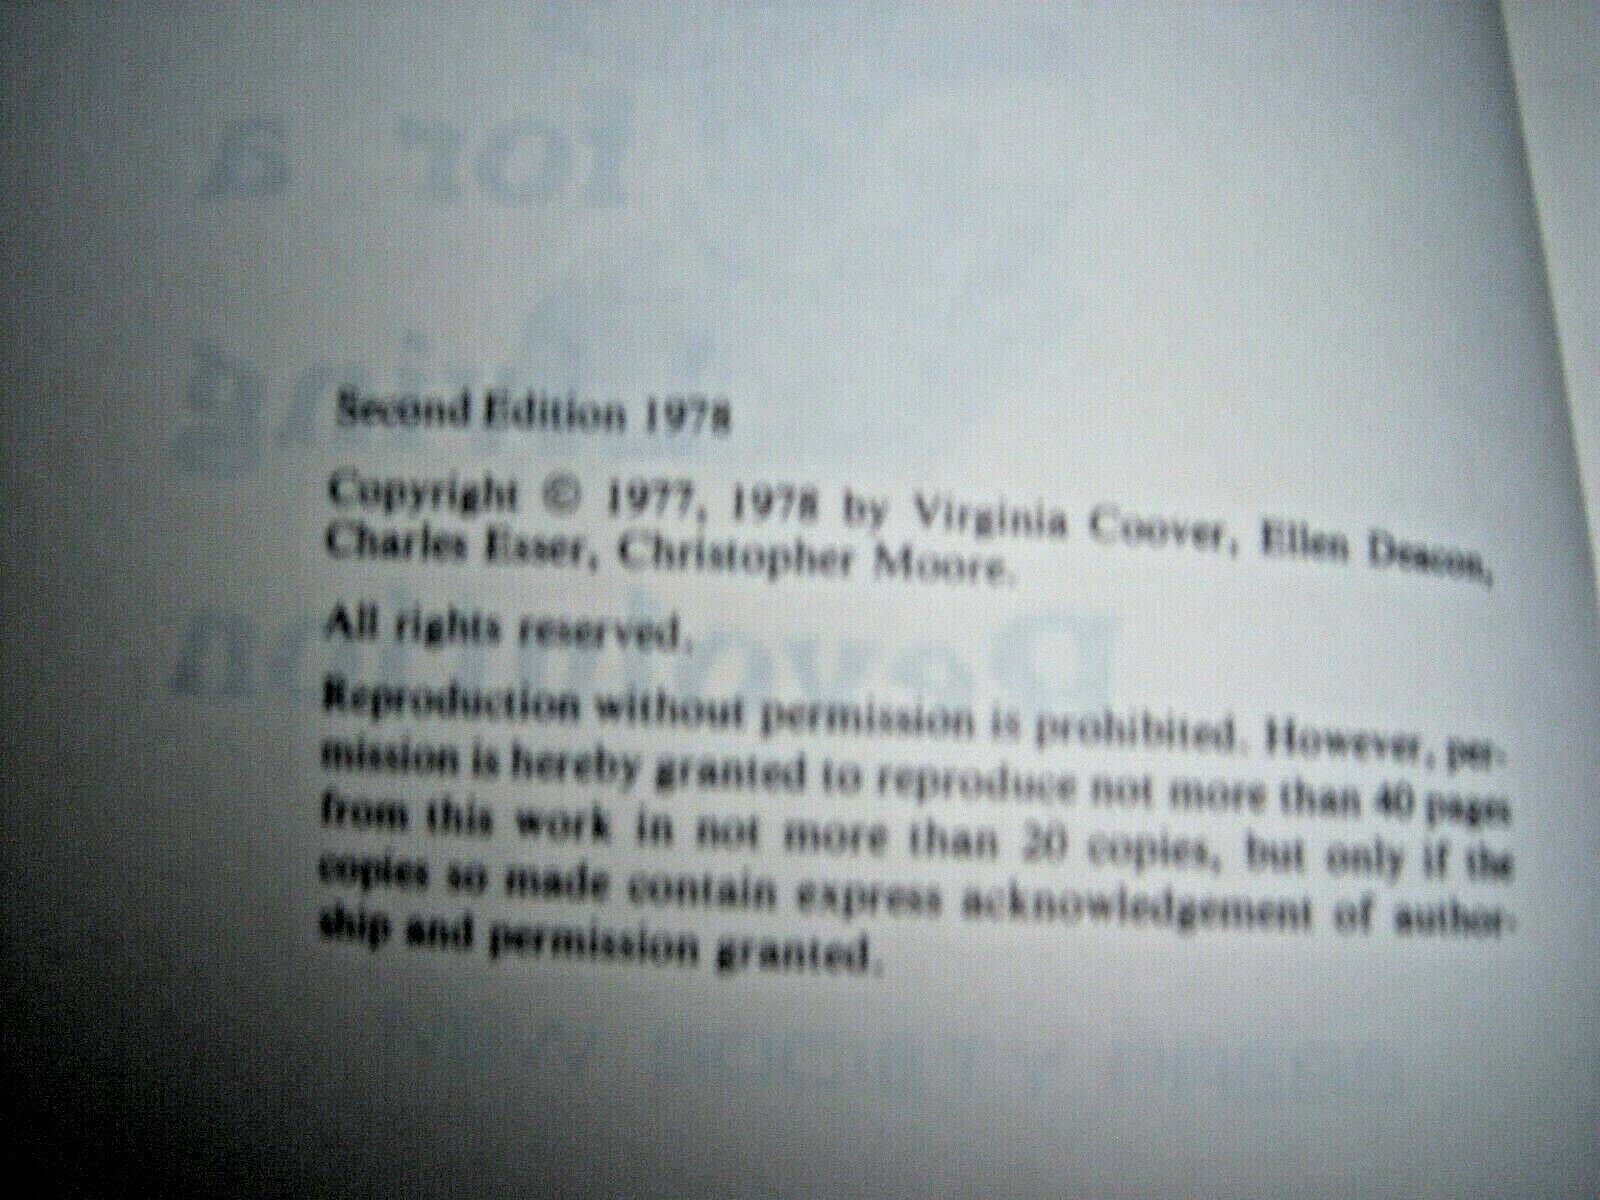 Second Edition 1978
Copyright © 1977, 1978 by Virginia Coover, Ellen Deacon,
Charles Esser, Christopher Moore.
All rights reserved.
Reproduction without permission is prohibited. However, per-
mission is hereby granted to reproduce not more than 40 pages
from this work in not more than 20 copies, but only if the
copies so made contain express acknowledgement of author-
ship and permission granted.